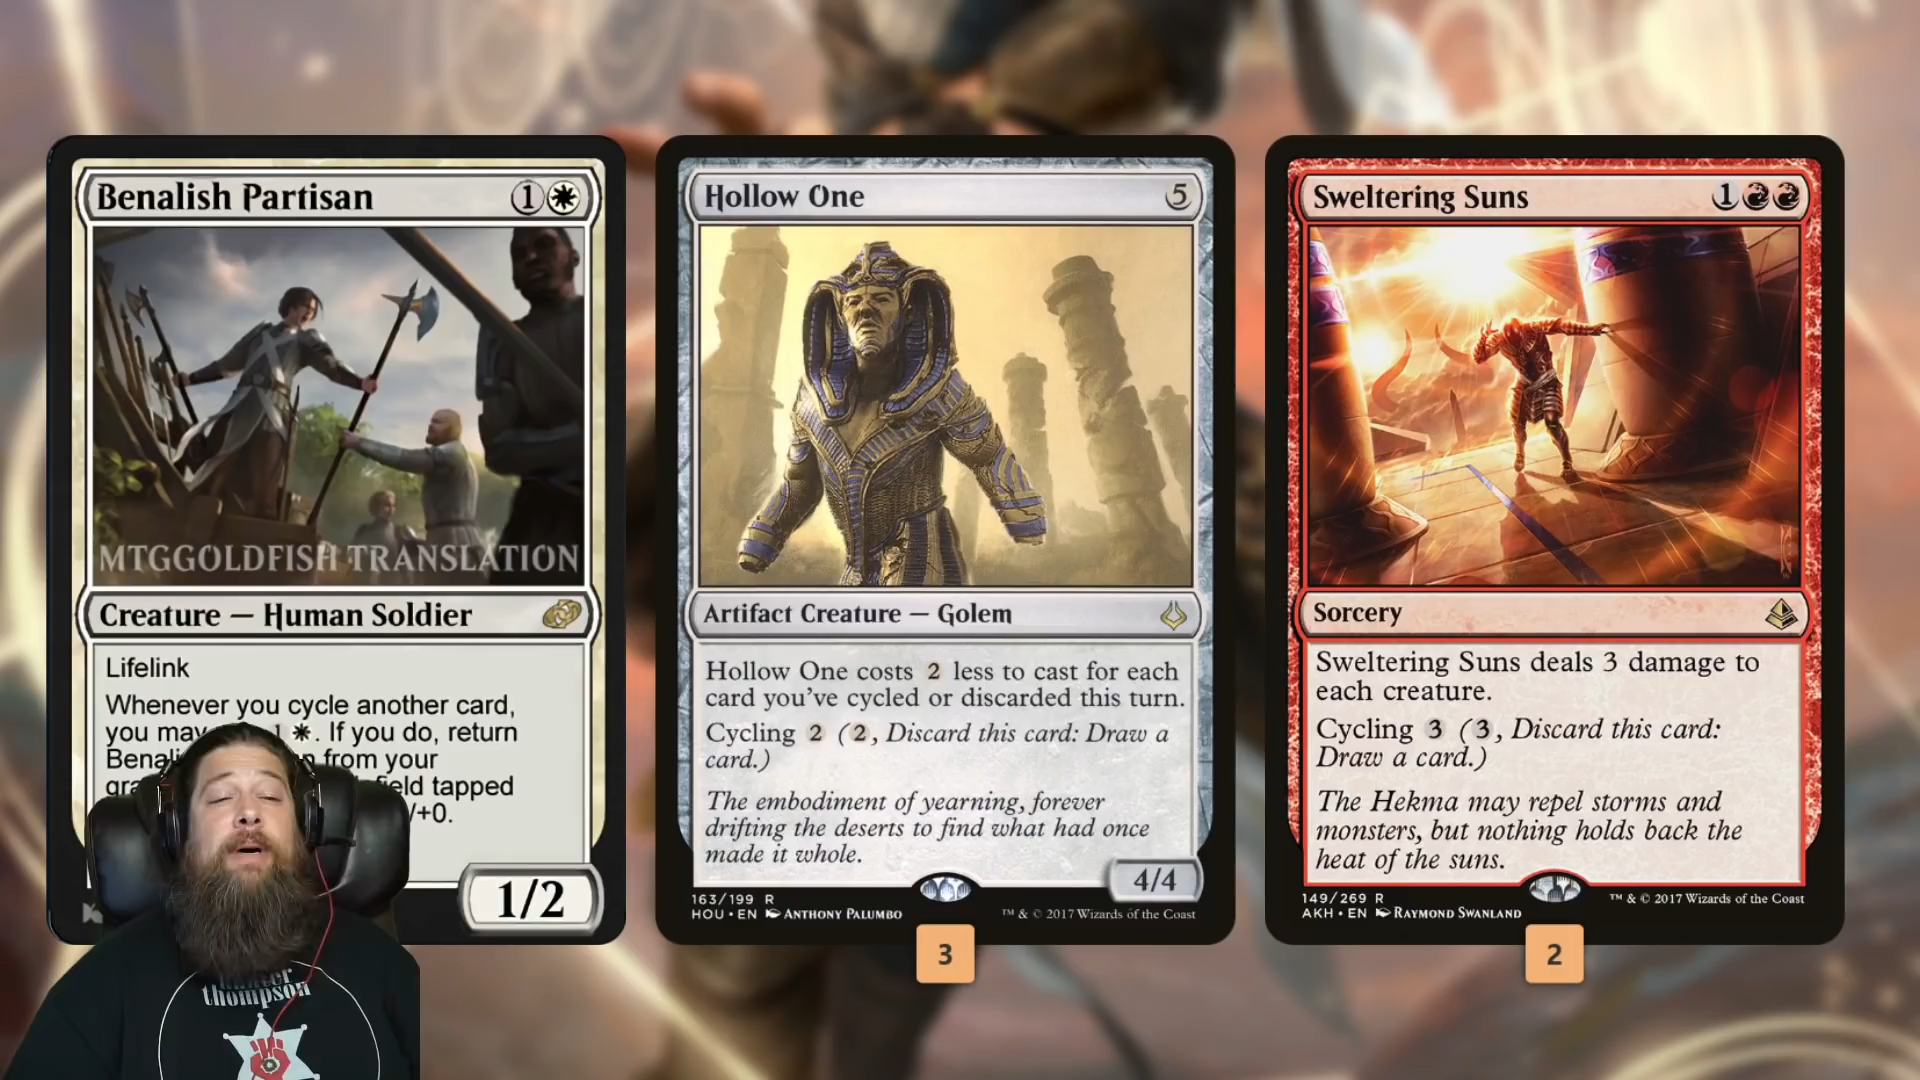 Benalish Partisan 1
MTGGOLDFISH TRANSLATION
Creature — Human Soldier
Lifelink
Whenever you cycle another card,
you may 1 . If you do, return
from your
tapped
/+0.
1/2
Hollow One 5
Artifact Creature — Golem
Hollow One costs 2 less to cast for each
card you've cycled or discarded this turn.
Cycling 2 (2, Discard this card: Draw a
card.)
The embodiment of yearning, forever
drifting the deserts to find what had once
made it whole.
4/4
163/199 R
HOU • EN ANTHONY PALUMBO
™ & © 2017 Wizards of the Coast
3
Sweltering Suns 1
Sorcery
Sweltering Suns deals 3 damage to
each creature.
Cycling 3 (3, Discard this card:
Draw a card.)
The Hekma may repel storms and
monsters, but nothing holds back the
heat of the suns.
149/269 R
AKH • EN RAYMOND SWANLAND
™ & © 2017 Wizards of the Coast
2
thompson